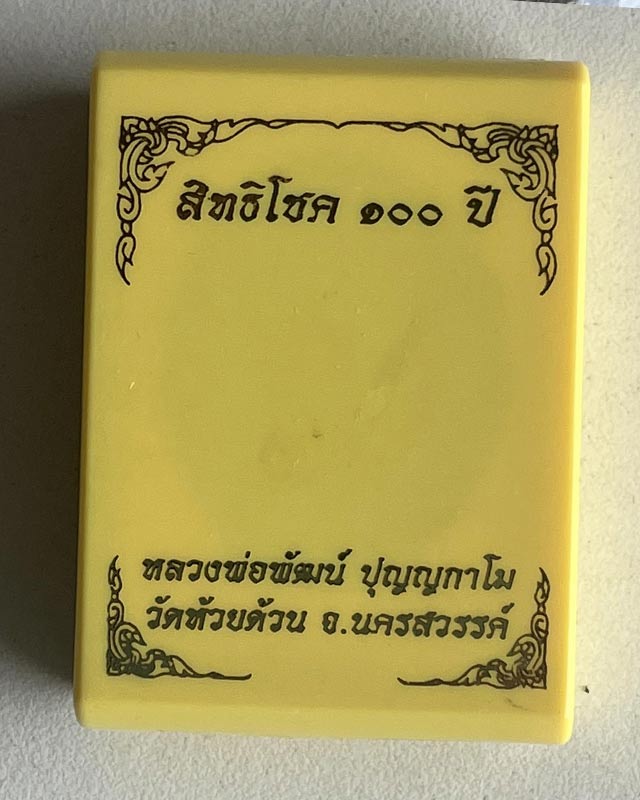 สิทธิโชค ๑๐๐ ปี
หลวงพ่อพัฒน์ ปุญญกาโม
วัดห้วยด้วน จ.นครสวรรค์